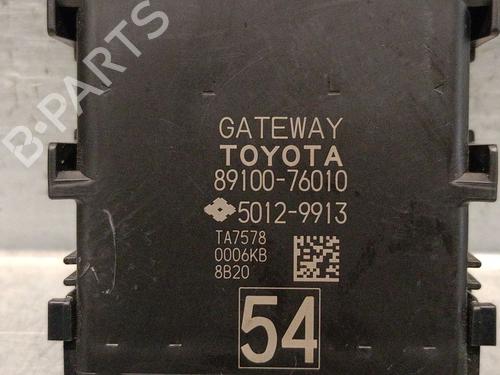 GATEWAY
TOYOTA
89100-76010
5012-9913
TA7578
0006KB
8B20
54
B-PARTS